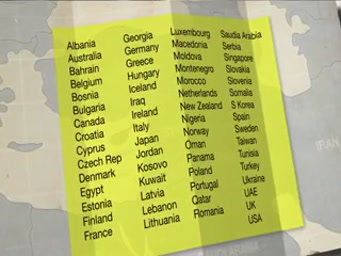 Albania
Australia
Bahrain
Belgium
Bosnia
Bulgaria
Canada
Croatia
Cyprus
Czech Rep
Denmark
Egypt
Estonia
Finland
France
Georgia
Germany
Greece
Hungary
Iceland
Iraq
Ireland
Italy
Japan
Jordan
Kosovo
Kuwait
Latvia
Lebanon
Lithuania
Luxembourg
Macedonia
Moldova
Montenegro
Morocco
Netherlands
New Zealand
Nigeria
Norway
Oman
Panama
Poland
Portugal
Qatar
Romania
Saudia Arabia
Serbia
Singapore
Slovakia
Slovenia
Somalia
S Korea
Spain
Sweden
Taiwan
Tunisia
Turkey
Ukraine
UAE
UK
USA
IRAN
SAUDI ARABIA